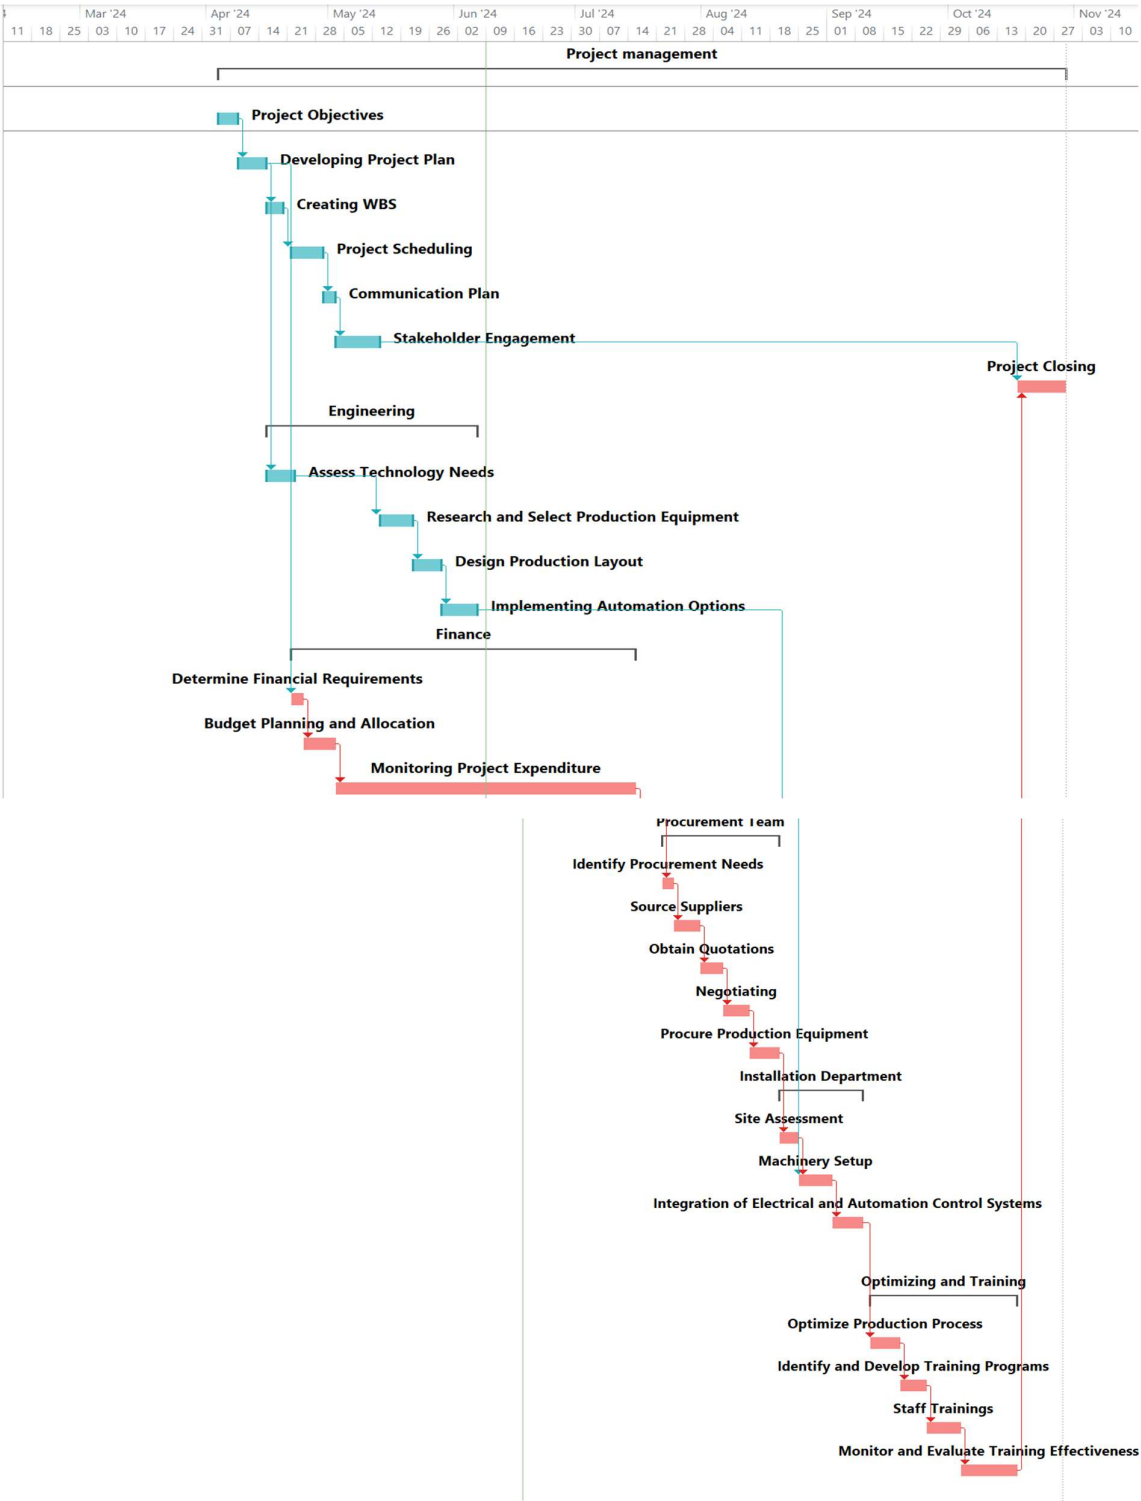 4 Mar '24 Apr '24 May '24 Jun '24 Jul '24 Aug '24 Sep '24 Oct '24 Nov '24
11 18 25 03 10 17 24 31 07 14 21 28 05 12 19 26 02 09 16 23 30 07 14 21 28 04 11 18 25 01 08 15 22 29 06 13 20 27 03 10
Project management
Project Objectives
Developing Project Plan
Creating WBS
Project Scheduling
Communication Plan
Stakeholder Engagement
Project Closing
Engineering
Assess Technology Needs
Research and Select Production Equipment
Design Production Layout
Implementing Automation Options
Finance
Determine Financial Requirements
Budget Planning and Allocation
Monitoring Project Expenditure
Procurement Team
Identify Procurement Needs
Source Suppliers
Obtain Quotations
Negotiating
Procure Production Equipment
Installation Department
Site Assessment
Machinery Setup
Integration of Electrical and Automation Control Systems
Optimizing and Training
Optimize Production Process
Identify and Develop Training Programs
Staff Trainings
Monitor and Evaluate Training Effectiveness